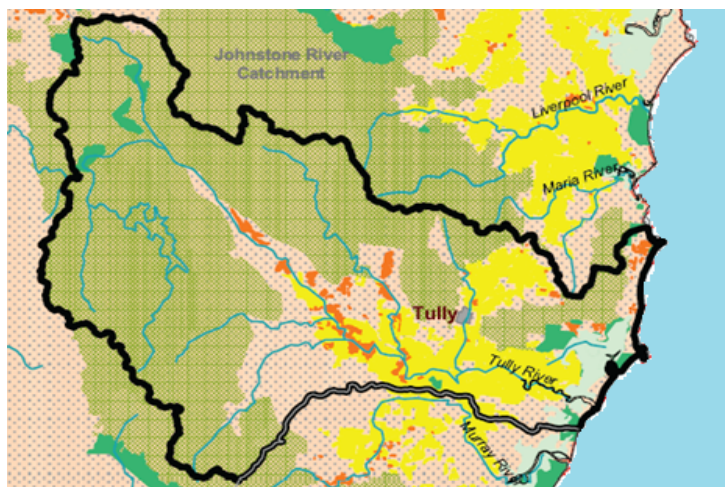 Johnstone River
Catchment
Liverpool River
Maria River
Tully
Tully River
Murray River